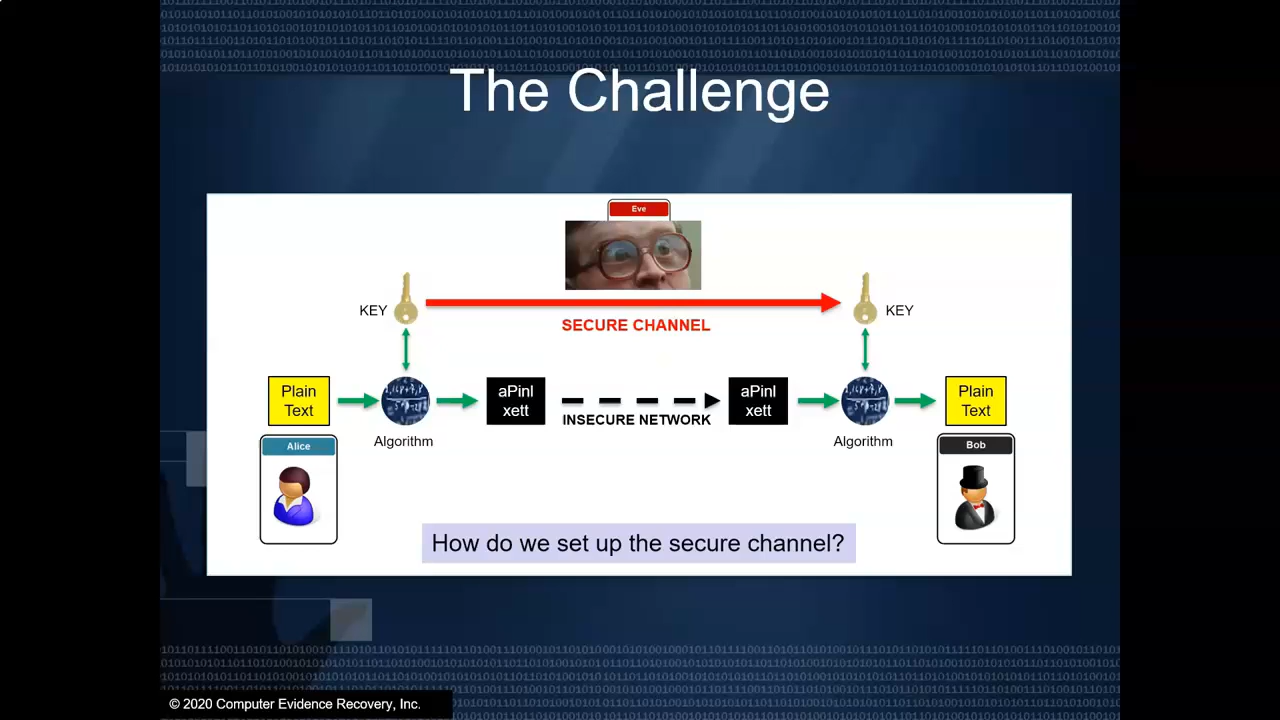 The Challenge
Eve
KEY
KEY
SECURE CHANNEL
Plain
Text
aPinl
xett
aPinl
xett
Plain
Text
INSECURE NETWORK
Algorithm
Algorithm
Alice
Bob
How do we set up the secure channel?
© 2020 Computer Evidence Recovery, Inc.